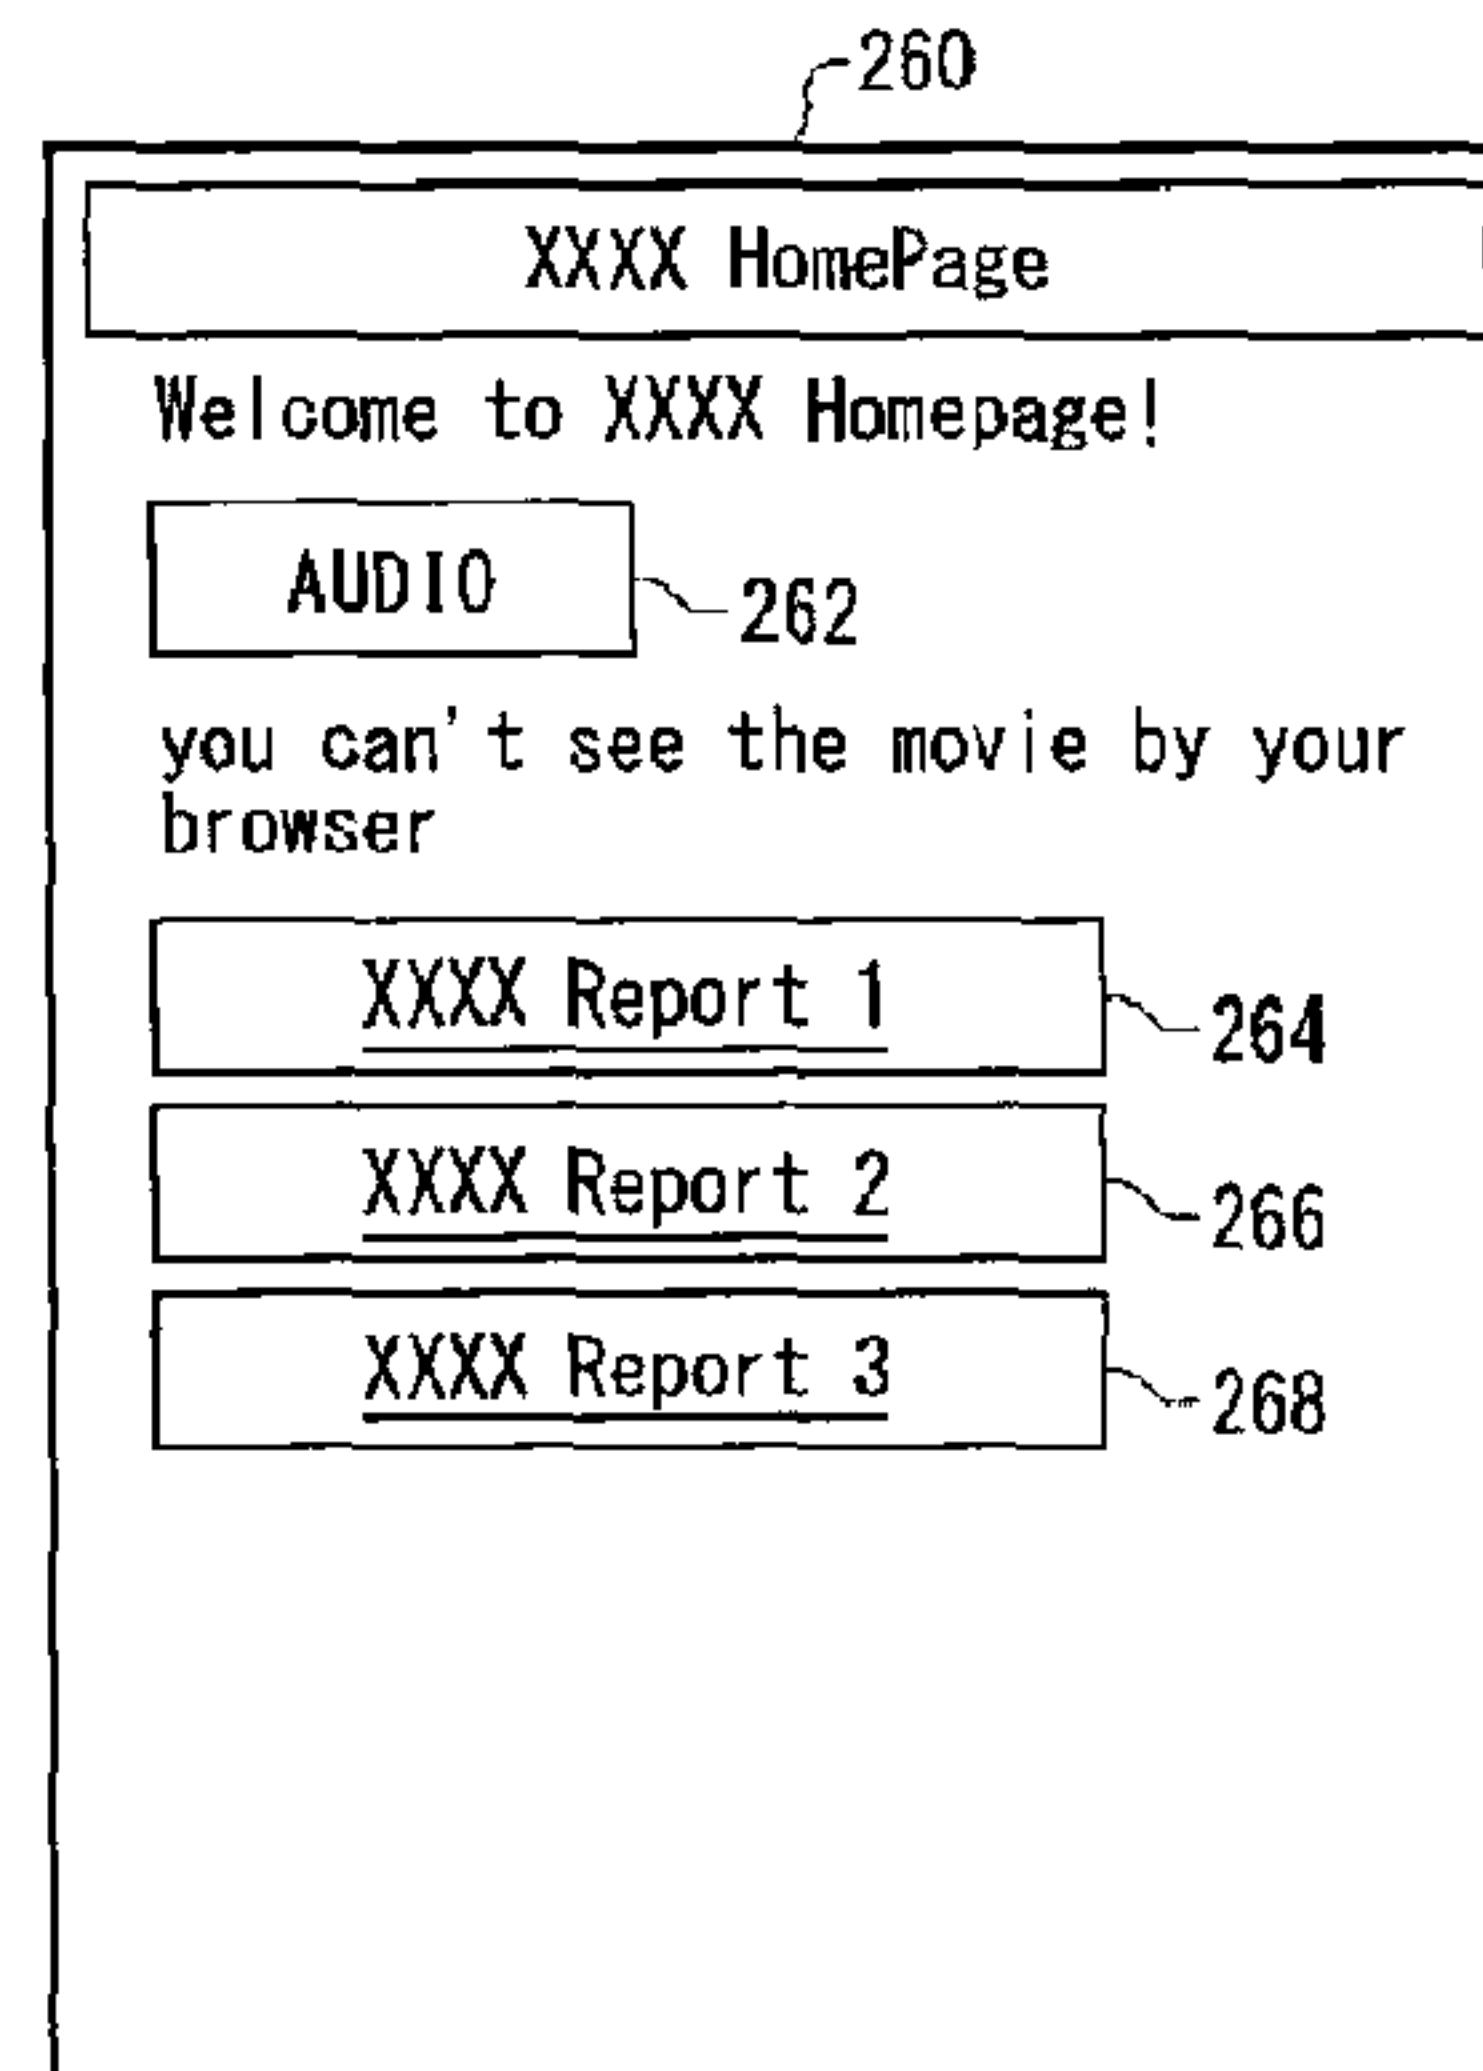 260
XXXX HomePage
Welcome to XXXX Homepage!
AUDIO
262
you can't see the movie by your
browser
XXXX Report 1
264
XXXX Report 2
266
XXXX Report 3
268